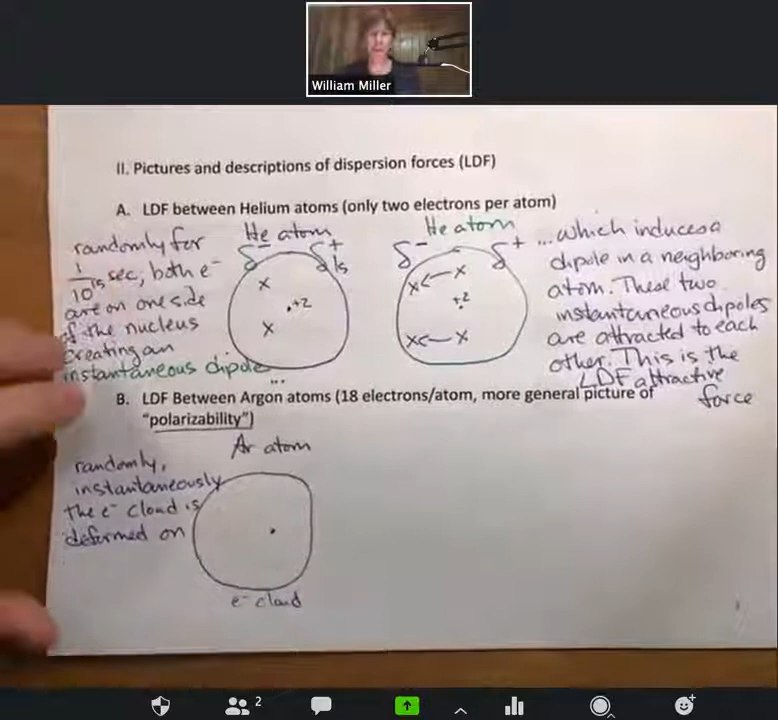 William Miller
II. Pictures and descriptions of dispersion forces (LDF)
A. LDF between Helium atoms (only two electrons per atom)
randomly for
1/10^15 sec, both e⁻
are on one side
of the nucleus
creating an
instantaneous dipole
...
He atom
δ⁻ δ⁺
1s
x
+2
x
He atom
δ⁻ δ⁺
x x
+2
x x
...which induces a
dipole in a neighboring
atom. These two
instantaneous dipoles
are attracted to each
other. This is the
LDF attractive
force
B. LDF Between Argon atoms (18 electrons/atom, more general picture of
“polarizability”)
Ar atom
randomly,
instantaneously
the e⁻ cloud is
deformed on
e⁻ cloud
2